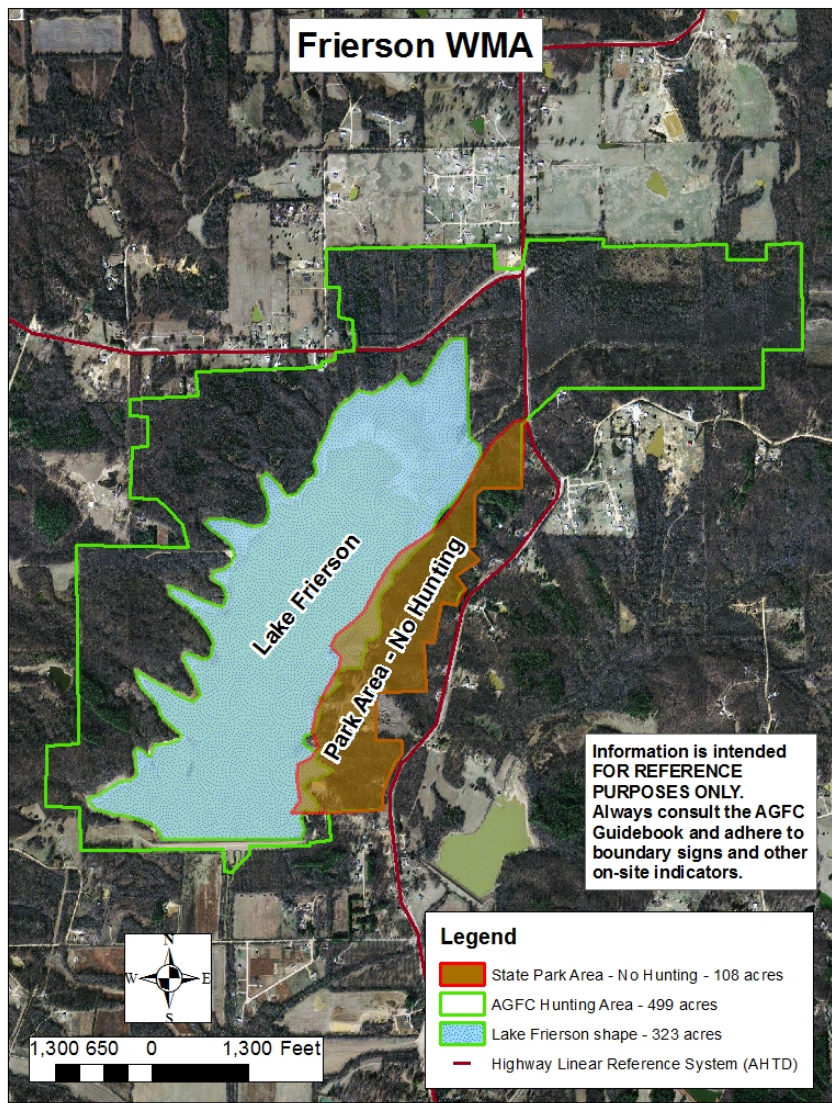 Frierson WMA
Lake Frierson
Park Area - No Hunting
Information is intended
FOR REFERENCE
PURPOSES ONLY.
Always consult the AGFC
Guidebook and adhere to
boundary signs and other
on-site indicators.
Legend
State Park Area - No Hunting - 108 acres
AGFC Hunting Area - 499 acres
Lake Frierson shape - 323 acres
Highway Linear Reference System (AHTD)
N
W E
S
1,300 650 0 1,300 Feet